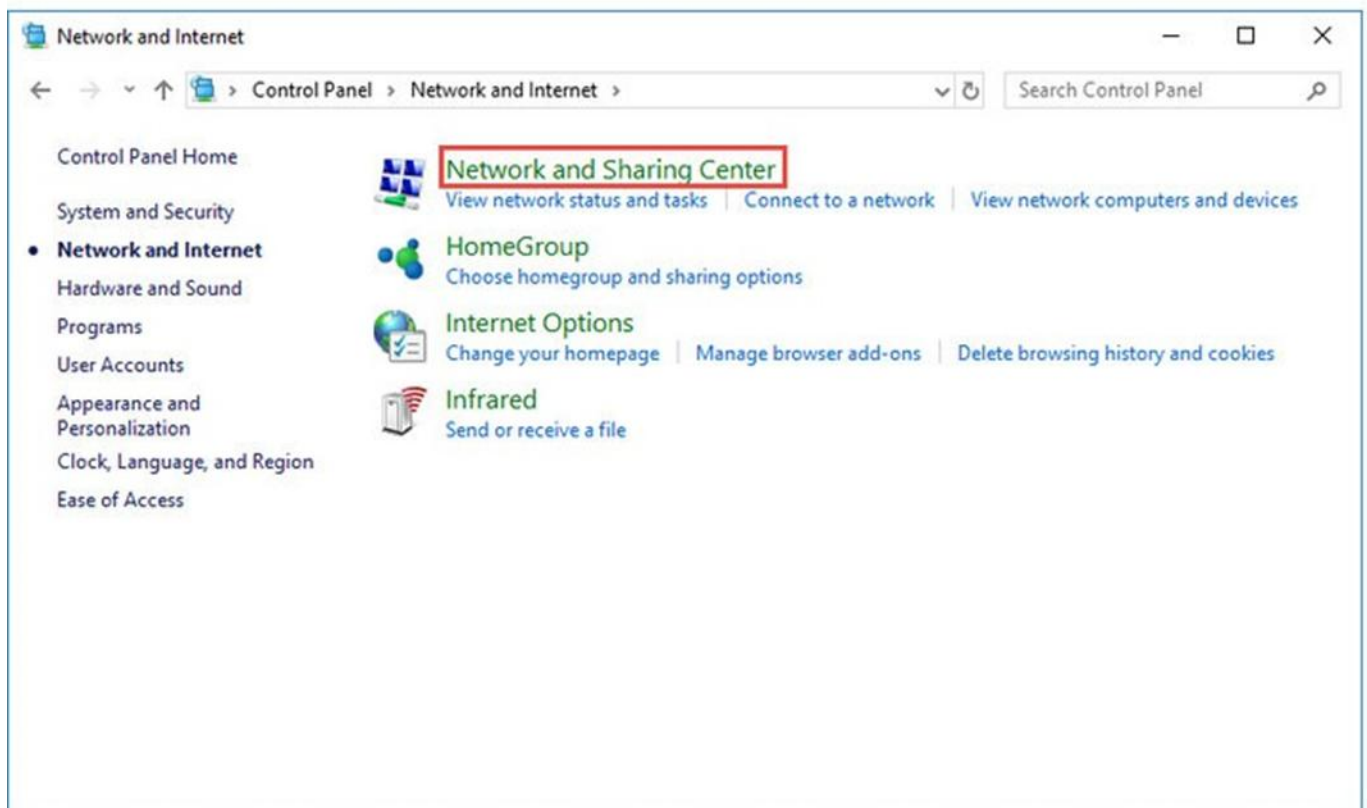 Network and Internet
Control Panel > Network and Internet >
Search Control Panel
Control Panel Home
System and Security
Network and Internet
Hardware and Sound
Programs
User Accounts
Appearance and
Personalization
Clock, Language, and Region
Ease of Access
Network and Sharing Center
View network status and tasks | Connect to a network | View network computers and devices
HomeGroup
Choose homegroup and sharing options
Internet Options
Change your homepage | Manage browser add-ons | Delete browsing history and cookies
Infrared
Send or receive a file